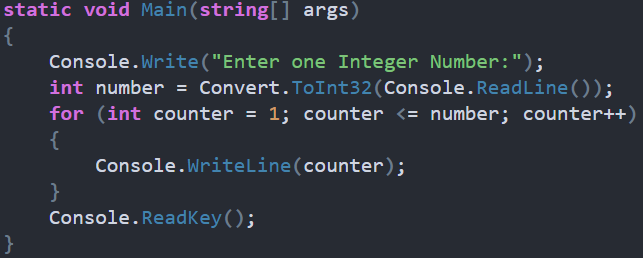 static void Main(string[] args)
{
    Console.Write("Enter one Integer Number:");
    int number = Convert.ToInt32(Console.ReadLine());
    for (int counter = 1; counter <= number; counter++)
    {
        Console.WriteLine(counter);
    }
    Console.ReadKey();
}